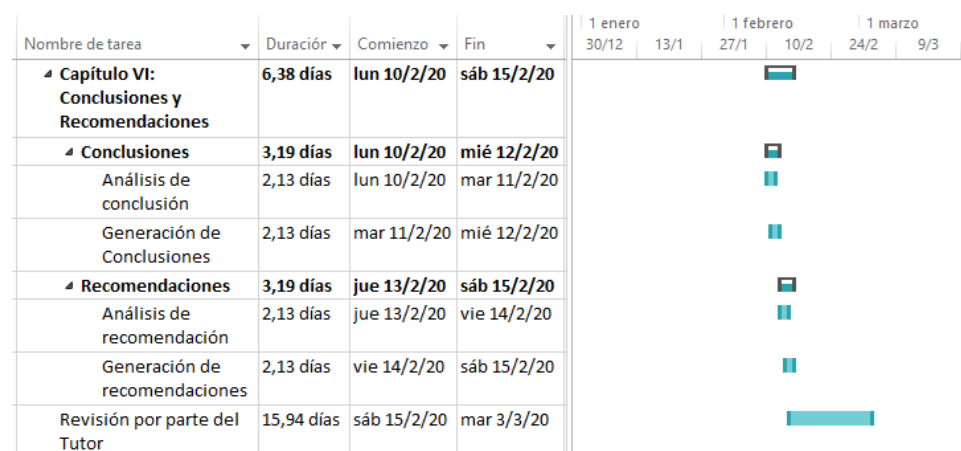 1 enero 1 febrero 1 marzo
Nombre de tarea Duración Comienzo Fin 30/12 13/1 27/1 10/2 24/2 9/3
Capítulo VI: 6,38 días lun 10/2/20 sáb 15/2/20
Conclusiones y
Recomendaciones
Conclusiones 3,19 días lun 10/2/20 mié 12/2/20
Análisis de 2,13 días lun 10/2/20 mar 11/2/20
conclusión
Generación de 2,13 días mar 11/2/20 mié 12/2/20
Conclusiones
Recomendaciones 3,19 días jue 13/2/20 sáb 15/2/20
Análisis de 2,13 días jue 13/2/20 vie 14/2/20
recomendación
Generación de 2,13 días vie 14/2/20 sáb 15/2/20
recomendaciones
Revisión por parte del 15,94 días sáb 15/2/20 mar 3/3/20
Tutor